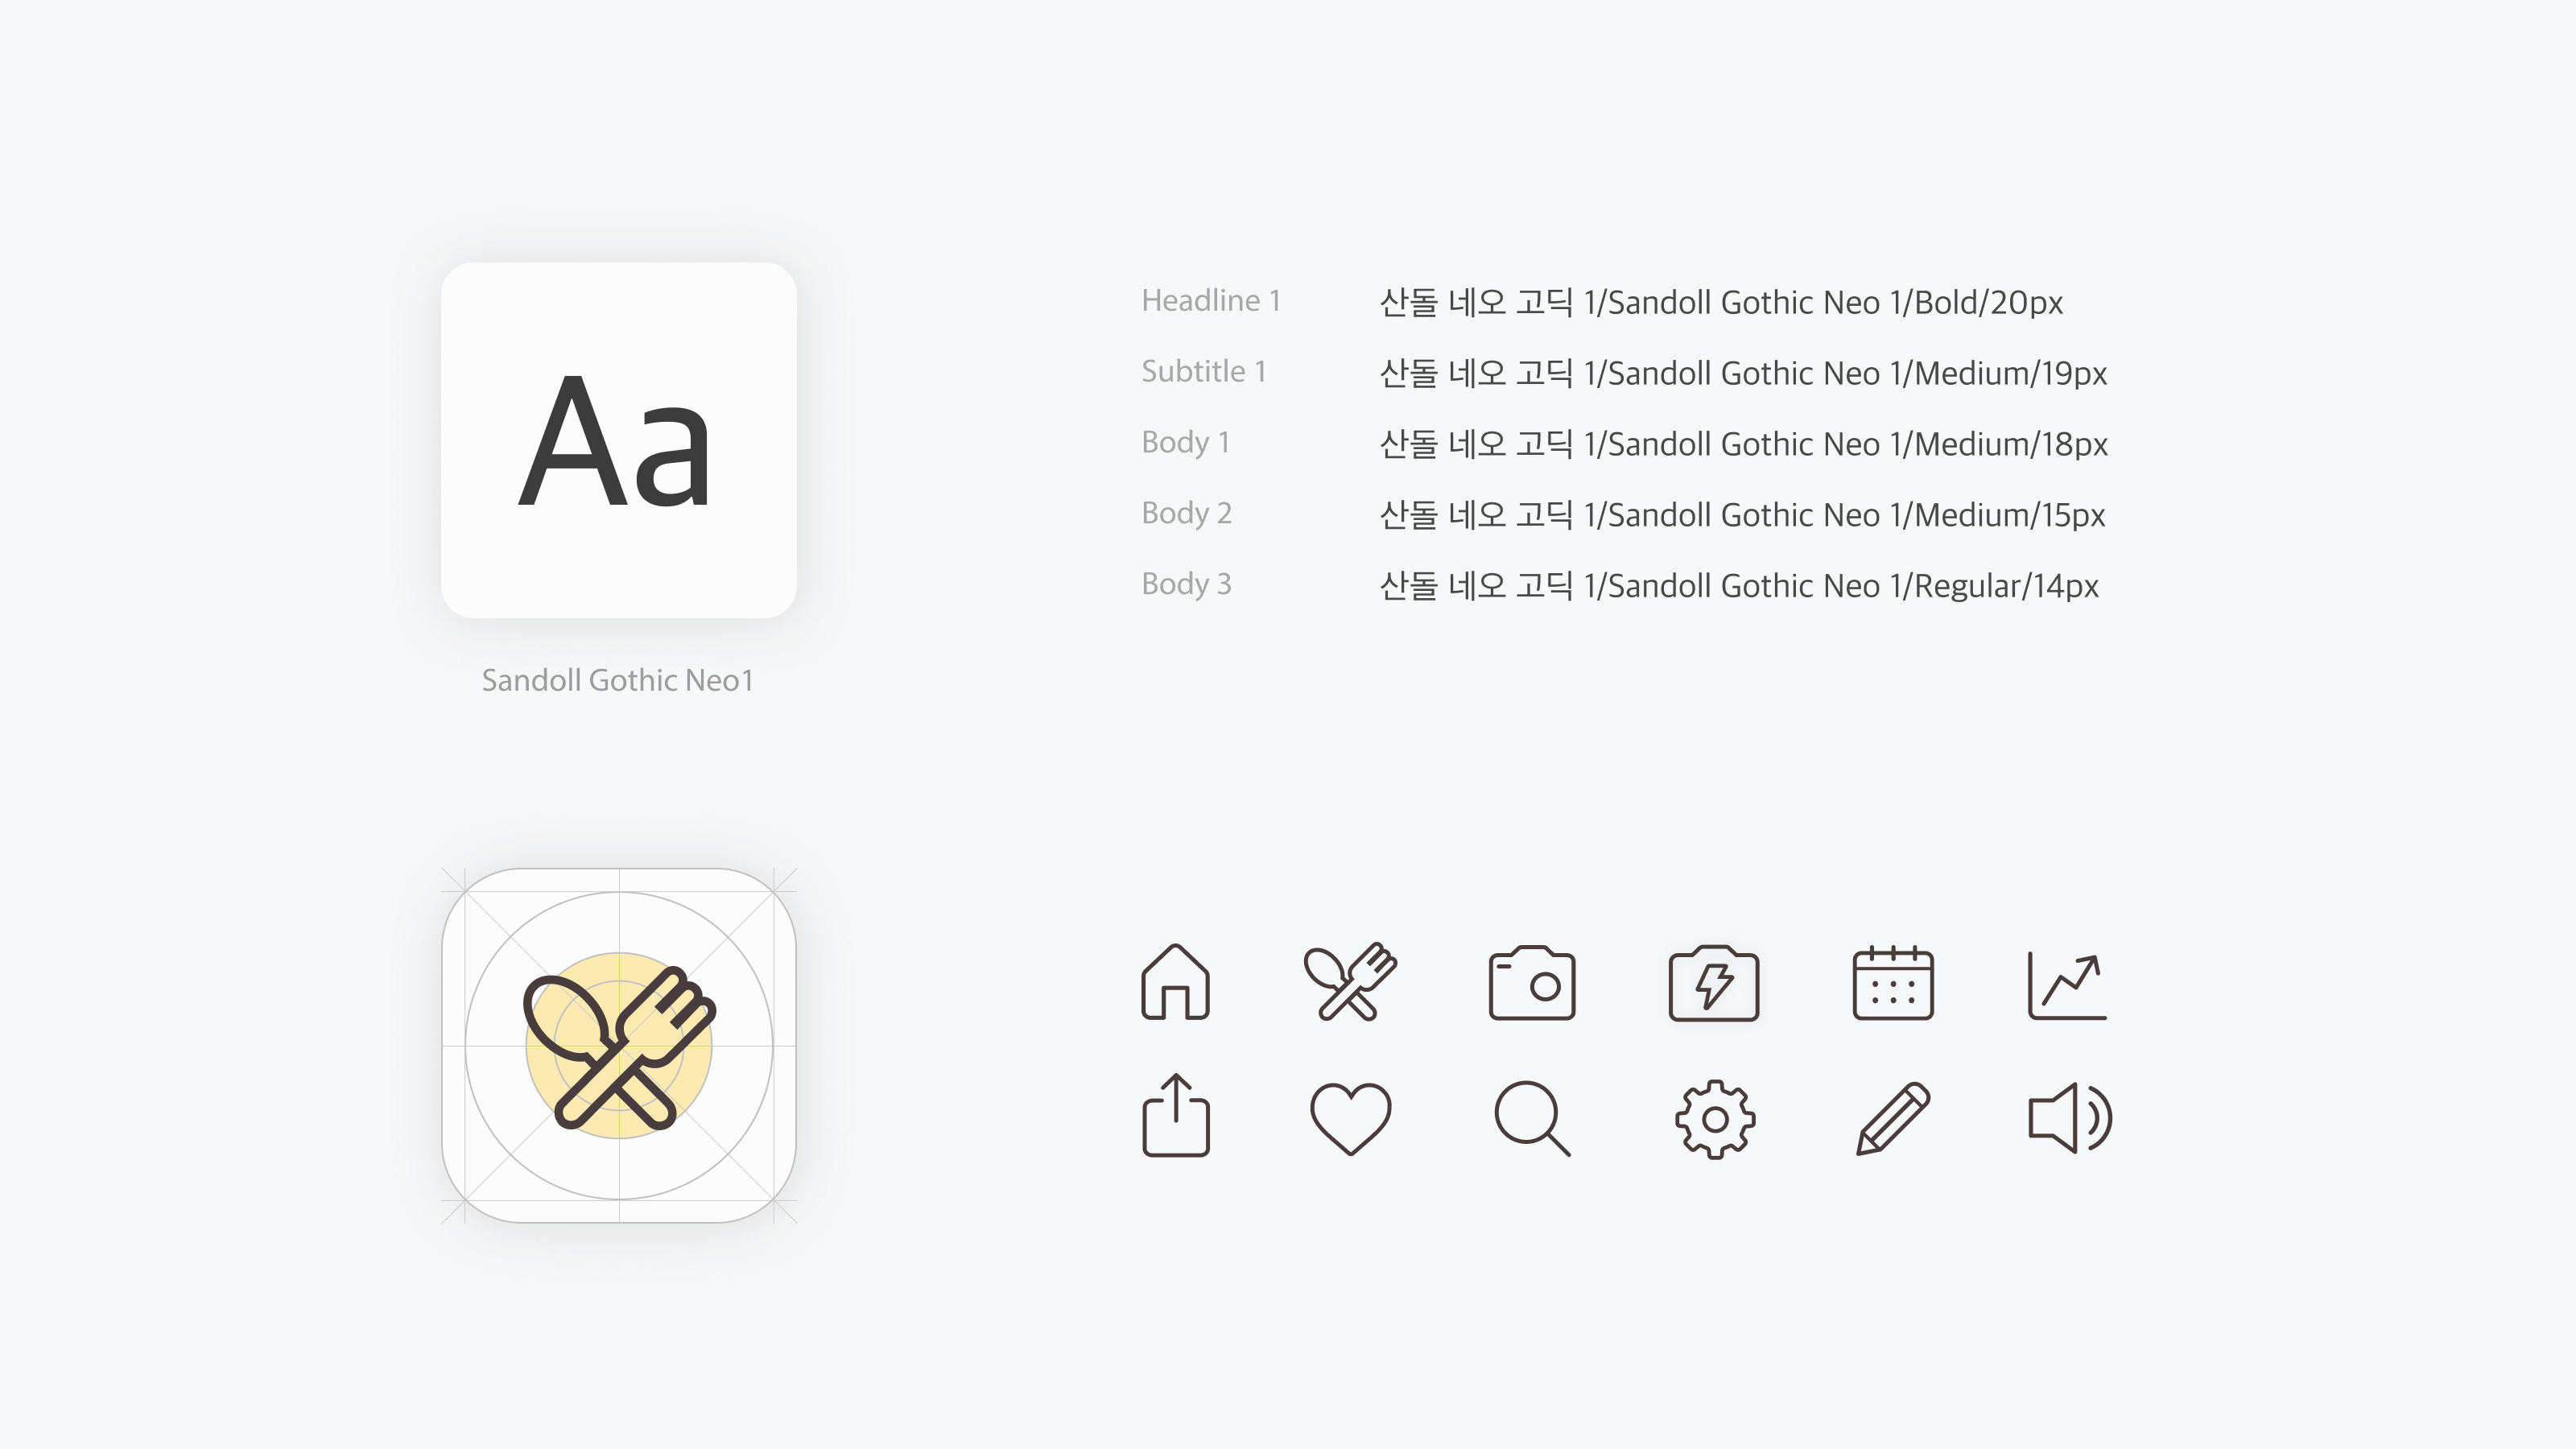 Aa
Sandoll Gothic Neo1
Headline 1 산돌 네오 고딕 1/Sandoll Gothic Neo 1/Bold/20px
Subtitle 1 산돌 네오 고딕 1/Sandoll Gothic Neo 1/Medium/19px
Body 1 산돌 네오 고딕 1/Sandoll Gothic Neo 1/Medium/18px
Body 2 산돌 네오 고딕 1/Sandoll Gothic Neo 1/Medium/15px
Body 3 산돌 네오 고딕 1/Sandoll Gothic Neo 1/Regular/14px